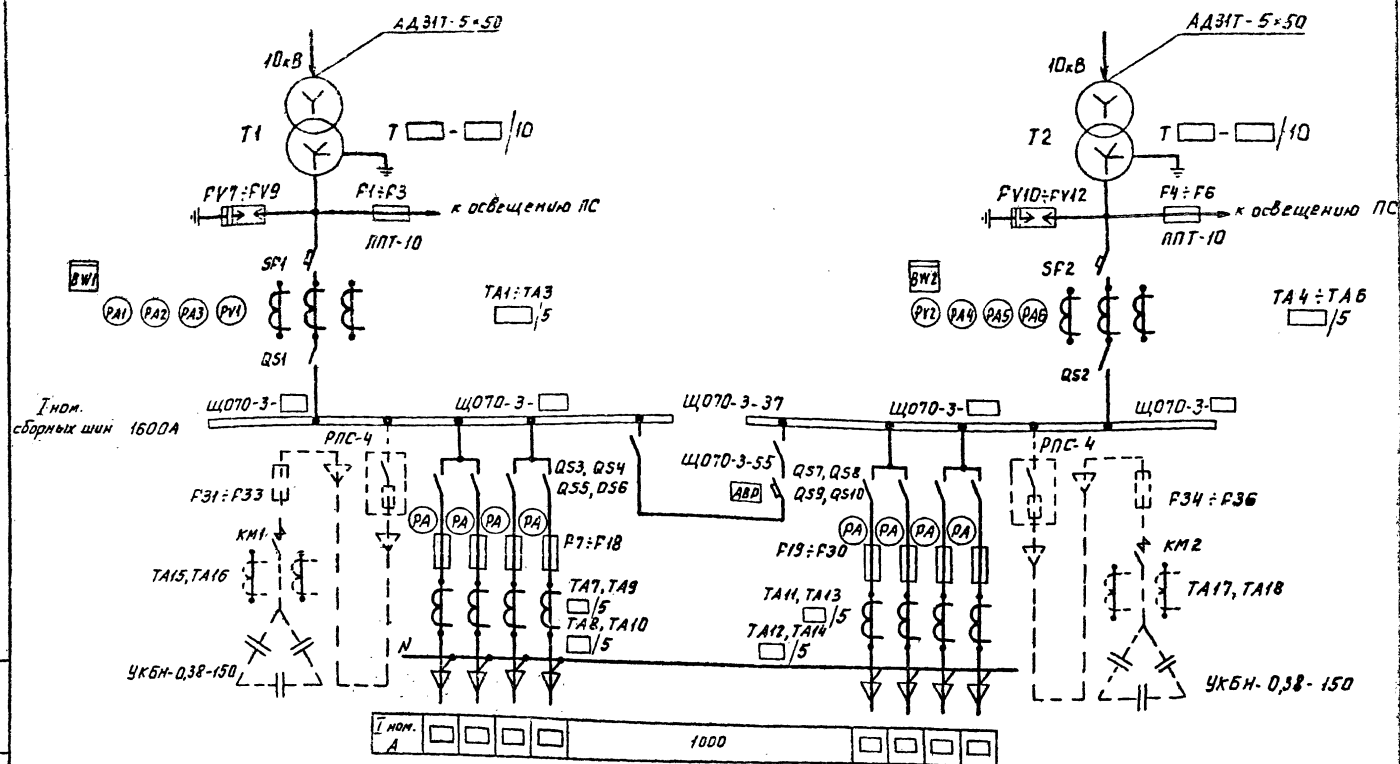 АД31Т-5×50
АД31Т-5×50
10кВ
10кВ
Т1
Т - /10
Т2
Т - /10
FV7÷FV9
F1÷F3
FV10÷FV12
F4÷F6
к освещению ПС
к освещению ПС
ППТ-10
ППТ-10
SF1
SF2
BW1
BW2
PA1
PA2
PA3
PV1
TA1÷TA3
/5
PV2
PA4
PA5
PA6
TA4÷TA6
/5
QS1
QS2
I ном.
сборных шин 1600А
ЩО70-3-
ЩО70-3-
ЩО70-3-37
ЩО70-3-
ЩО70-3-
РПС-4
РПС-4
QS3, QS4
QS5, QS6
ЩО70-3-55
АВР
QS7, QS8
QS9, QS10
F31÷F33
F34÷F36
PA
PA
PA
PA
PA
PA
PA
PA
F7÷F18
F19÷F30
KM1
KM2
TA15, TA16
TA17, TA18
TA7, TA9
/5
TA8, TA10
/5
TA11, TA13
/5
TA12, TA14
/5
N
УКБН-0,38-150
УКБН-0,38-150
I ном.
А
1000